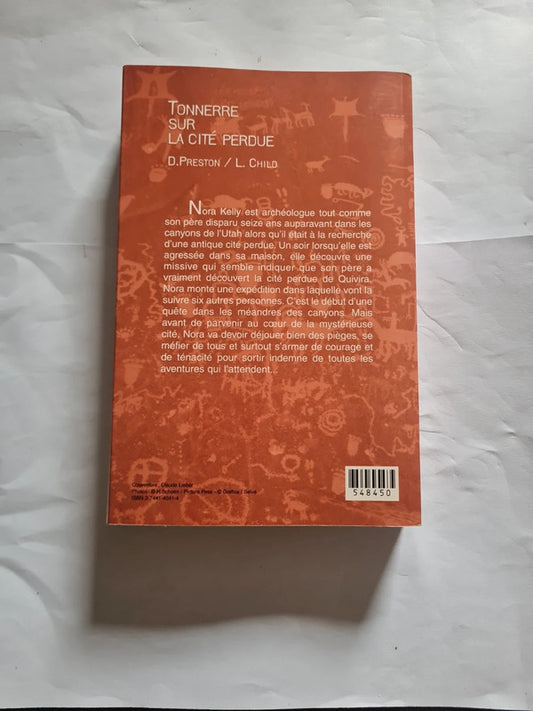 TONNERRE
SUR
LA CITÉ PERDUE
D.PRESTON / L. CHILD
Nora Kelly est archéologue tout comme
son père disparu seize ans auparavant dans les
canyons de l'Utah alors qu'il était à la recherche
d'une antique cité perdue. Un soir lorsqu'elle est
agressée dans sa maison, elle découvre une
missive qui semble indiquer que son père a
vraiment découvert la cité perdue de Quivira.
Nora monte une expédition dans laquelle vont la
suivre six autres personnes. C'est le début d'une
quête dans les méandres des canyons. Mais
avant de parvenir au cœur de la mystérieuse
cité, Nora va devoir déjouer bien des pièges, se
méfier de tous et surtout s'armer de courage et
de ténacité pour sortir indemne de toutes les
aventures qui l'attendent...
Couverture : Claude
Photos : / Picture Press - ©
ISBN
548450